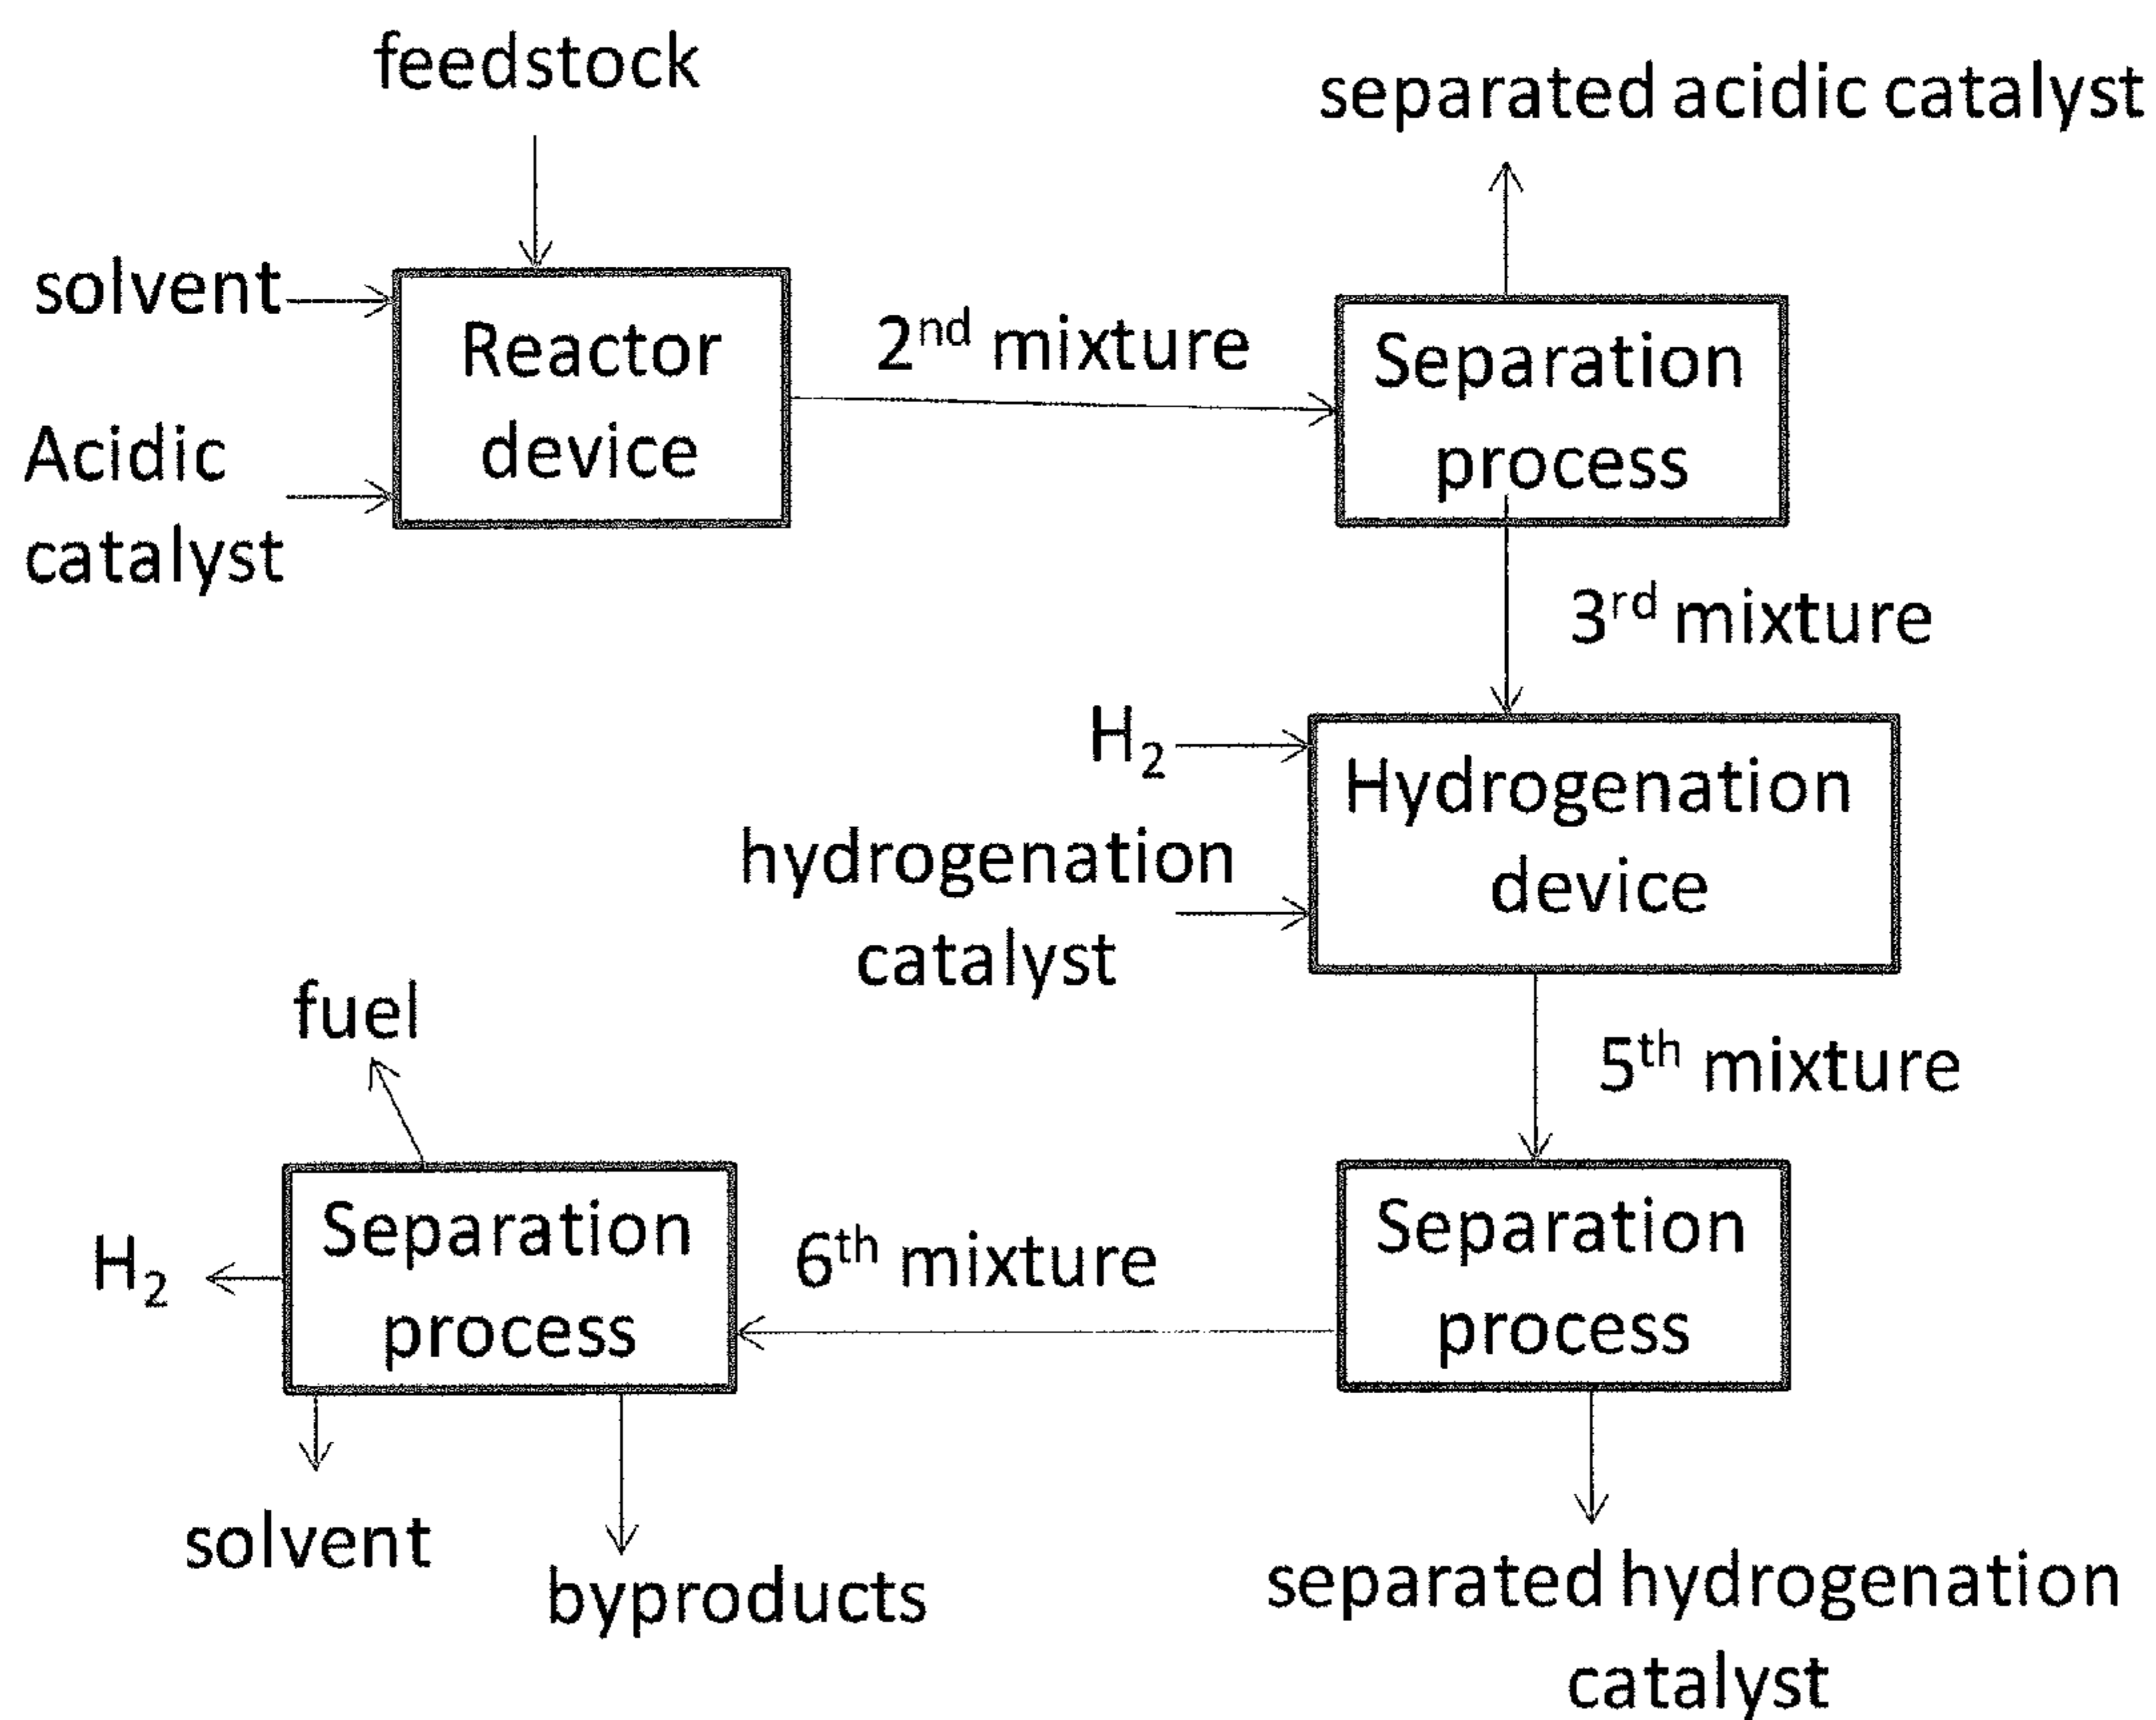 feedstock
separated acidic catalyst
solvent
Reactor
device
Acidic
catalyst
2nd mixture
Separation
process
3rd mixture
H2
Hydrogenation
device
hydrogenation
catalyst
fuel
5th mixture
Separation
process
H2
6th mixture
Separation
process
solvent
byproducts
separated hydrogenation
catalyst